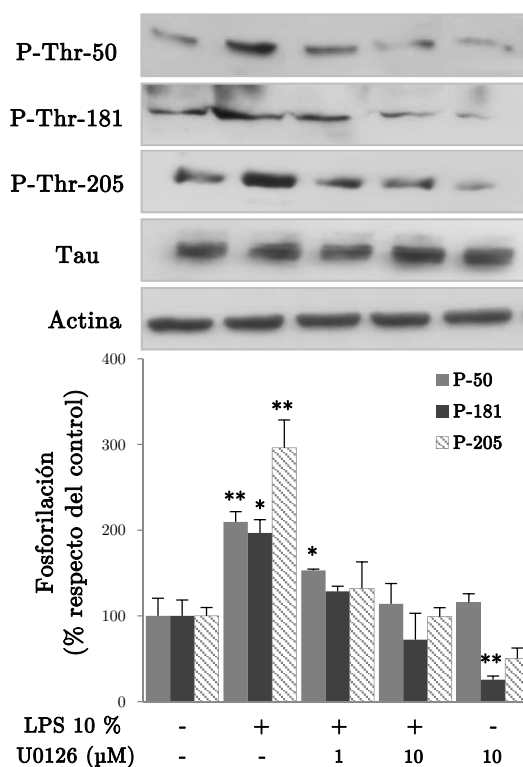 P-Thr-50
P-Thr-181
P-Thr-205
Tau
Actina
400
300
200
100
0
Fosforilación
(% respecto del control)
P-50
P-181
P-205
** * **
*
**
LPS 10 % - + + + -
U0126 (µM) - - 1 10 10